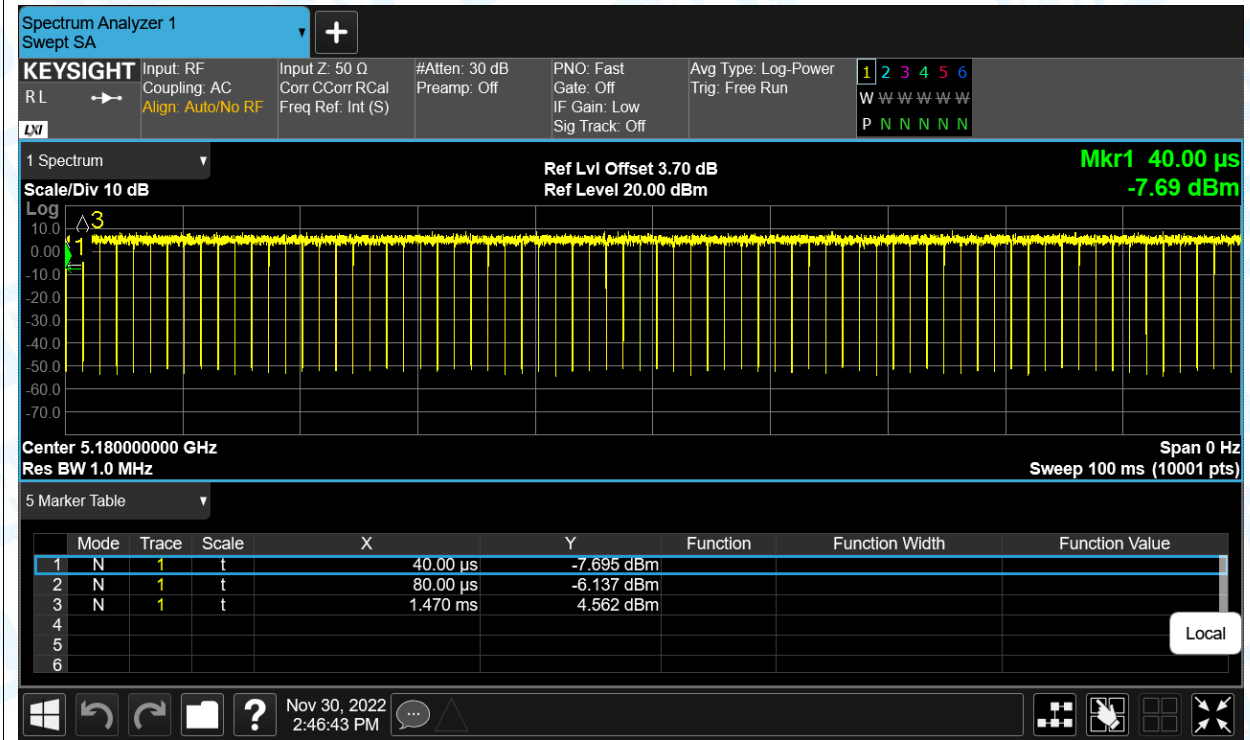 Spectrum Analyzer 1
Swept SA
KEYSIGHT
R L
LXI
Input: RF
Coupling: AC
Align: Auto/No RF
Input Z: 50 Ω
Corr CCorr RCal
Freq Ref: Int (S)
#Atten: 30 dB
Preamp: Off
PNO: Fast
Gate: Off
IF Gain: Low
Sig Track: Off
Avg Type: Log-Power
Trig: Free Run
1 2 3 4 5 6
W W W W W W
P N N N N N
1 Spectrum
Scale/Div 10 dB
Ref Lvl Offset 3.70 dB
Ref Level 20.00 dBm
Mkr1 40.00 µs
-7.69 dBm
Log
10.0
0.00
-10.0
-20.0
-30.0
-40.0
-50.0
-60.0
-70.0
3
1
Center 5.180000000 GHz
Res BW 1.0 MHz
Span 0 Hz
Sweep 100 ms (10001 pts)
5 Marker Table
Mode Trace Scale X Y Function Function Width Function Value
1 N 1 t 40.00 µs -7.695 dBm
2 N 1 t 80.00 µs -6.137 dBm
3 N 1 t 1.470 ms 4.562 dBm
4
5
6
Local
?
Nov 30, 2022
2:46:43 PM